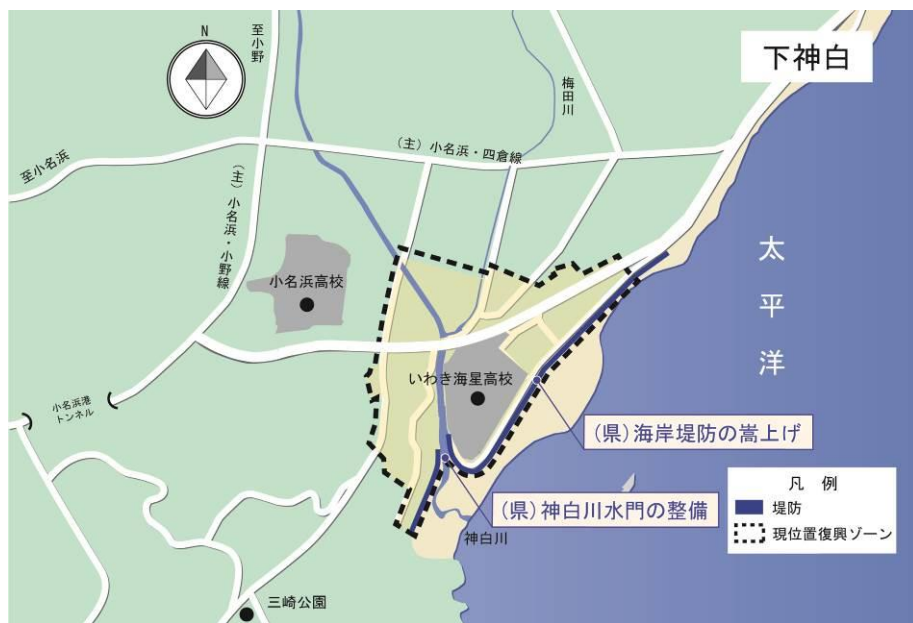 下神白
N
至小野
梅田川
(主)小名浜・四倉線
至小名浜
(主)小名浜・小野線
太平洋
小名浜高校
いわき海星高校
小名浜港
トンネル
(県)海岸堤防の嵩上げ
(県)神白川水門の整備
神白川
凡 例
堤防
現位置復興ゾーン
三崎公園